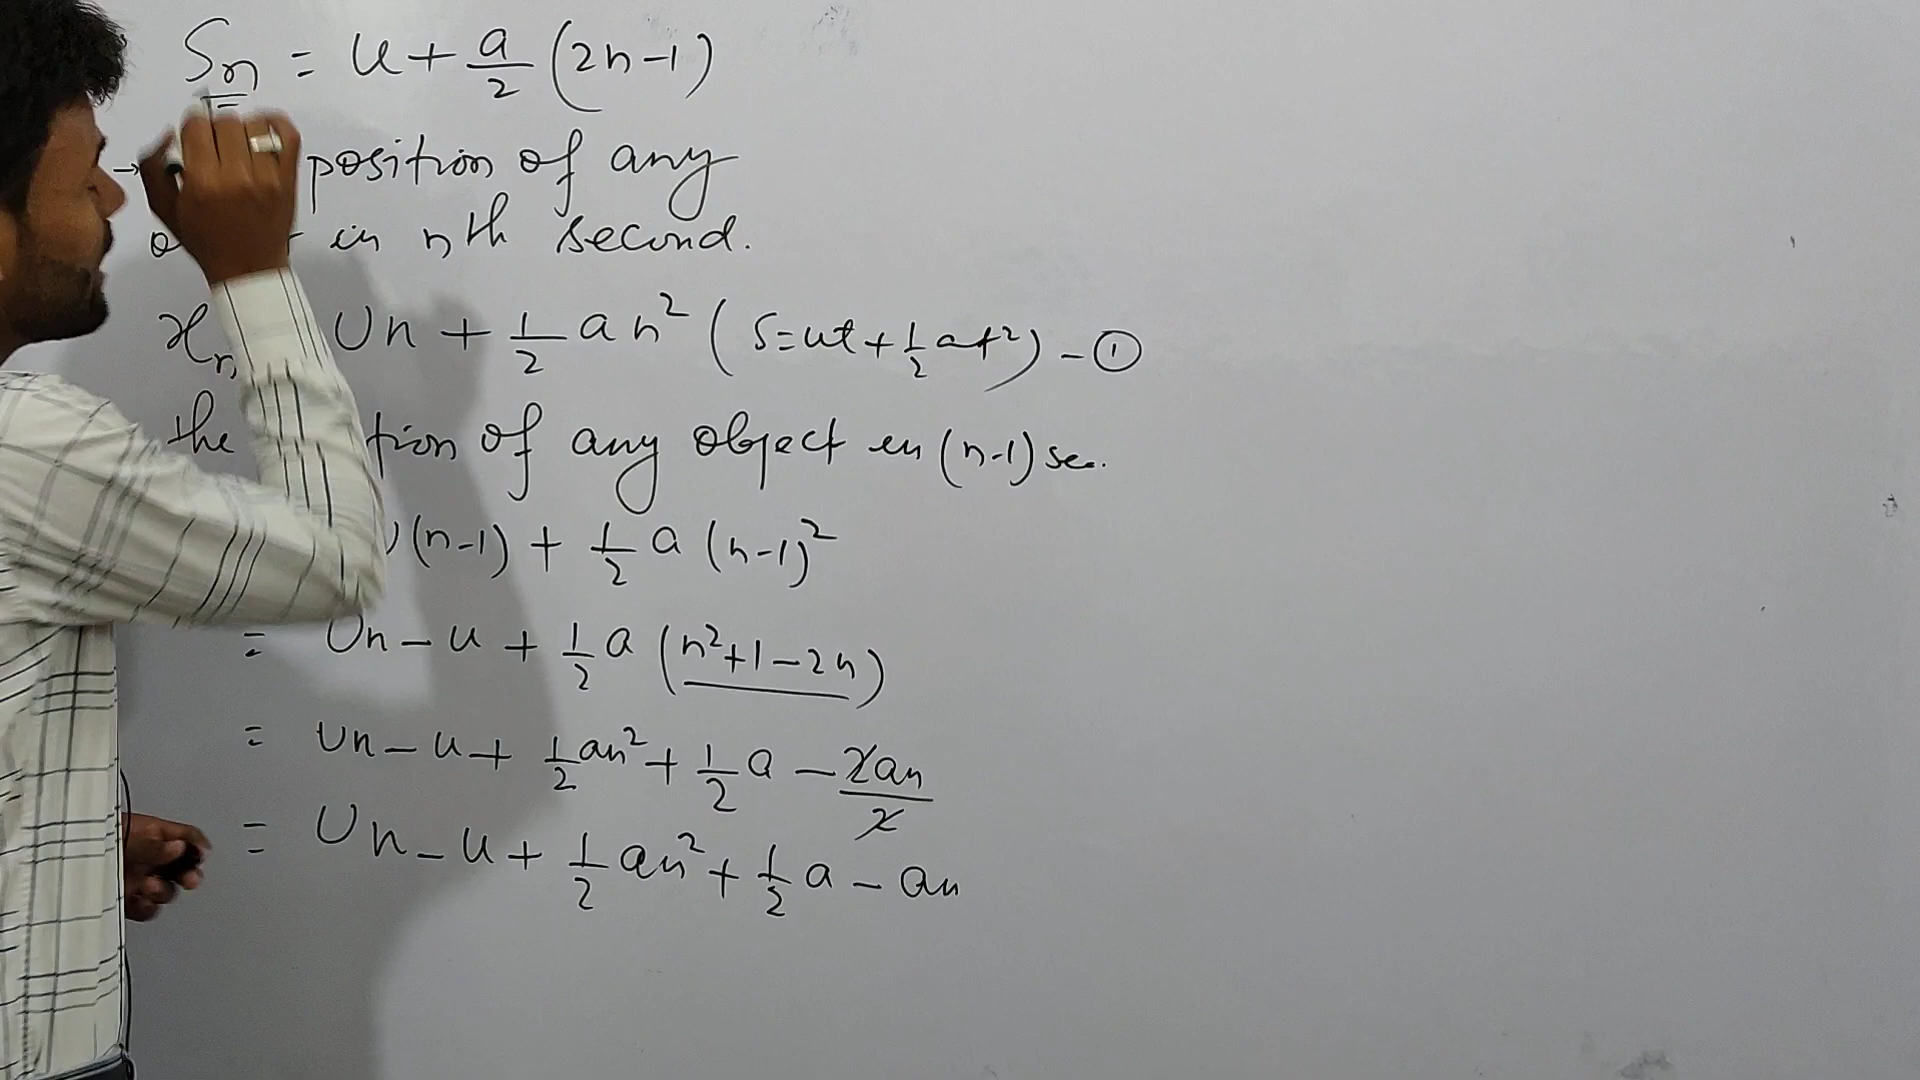 Sn = u + a/2 (2n-1)
→ position of any
in nth second.
xn Un + 1/2 an² ( S=ut + 1/2 at² ) - ①
the of any object in (n-1) sec.
(n-1) + 1/2 a (n-1)²
= Un - u + 1/2 a (n²+1-2n)
= Un - u + 1/2 an² + 1/2 a - 2an/2
= Un - u + 1/2 an² + 1/2 a - an